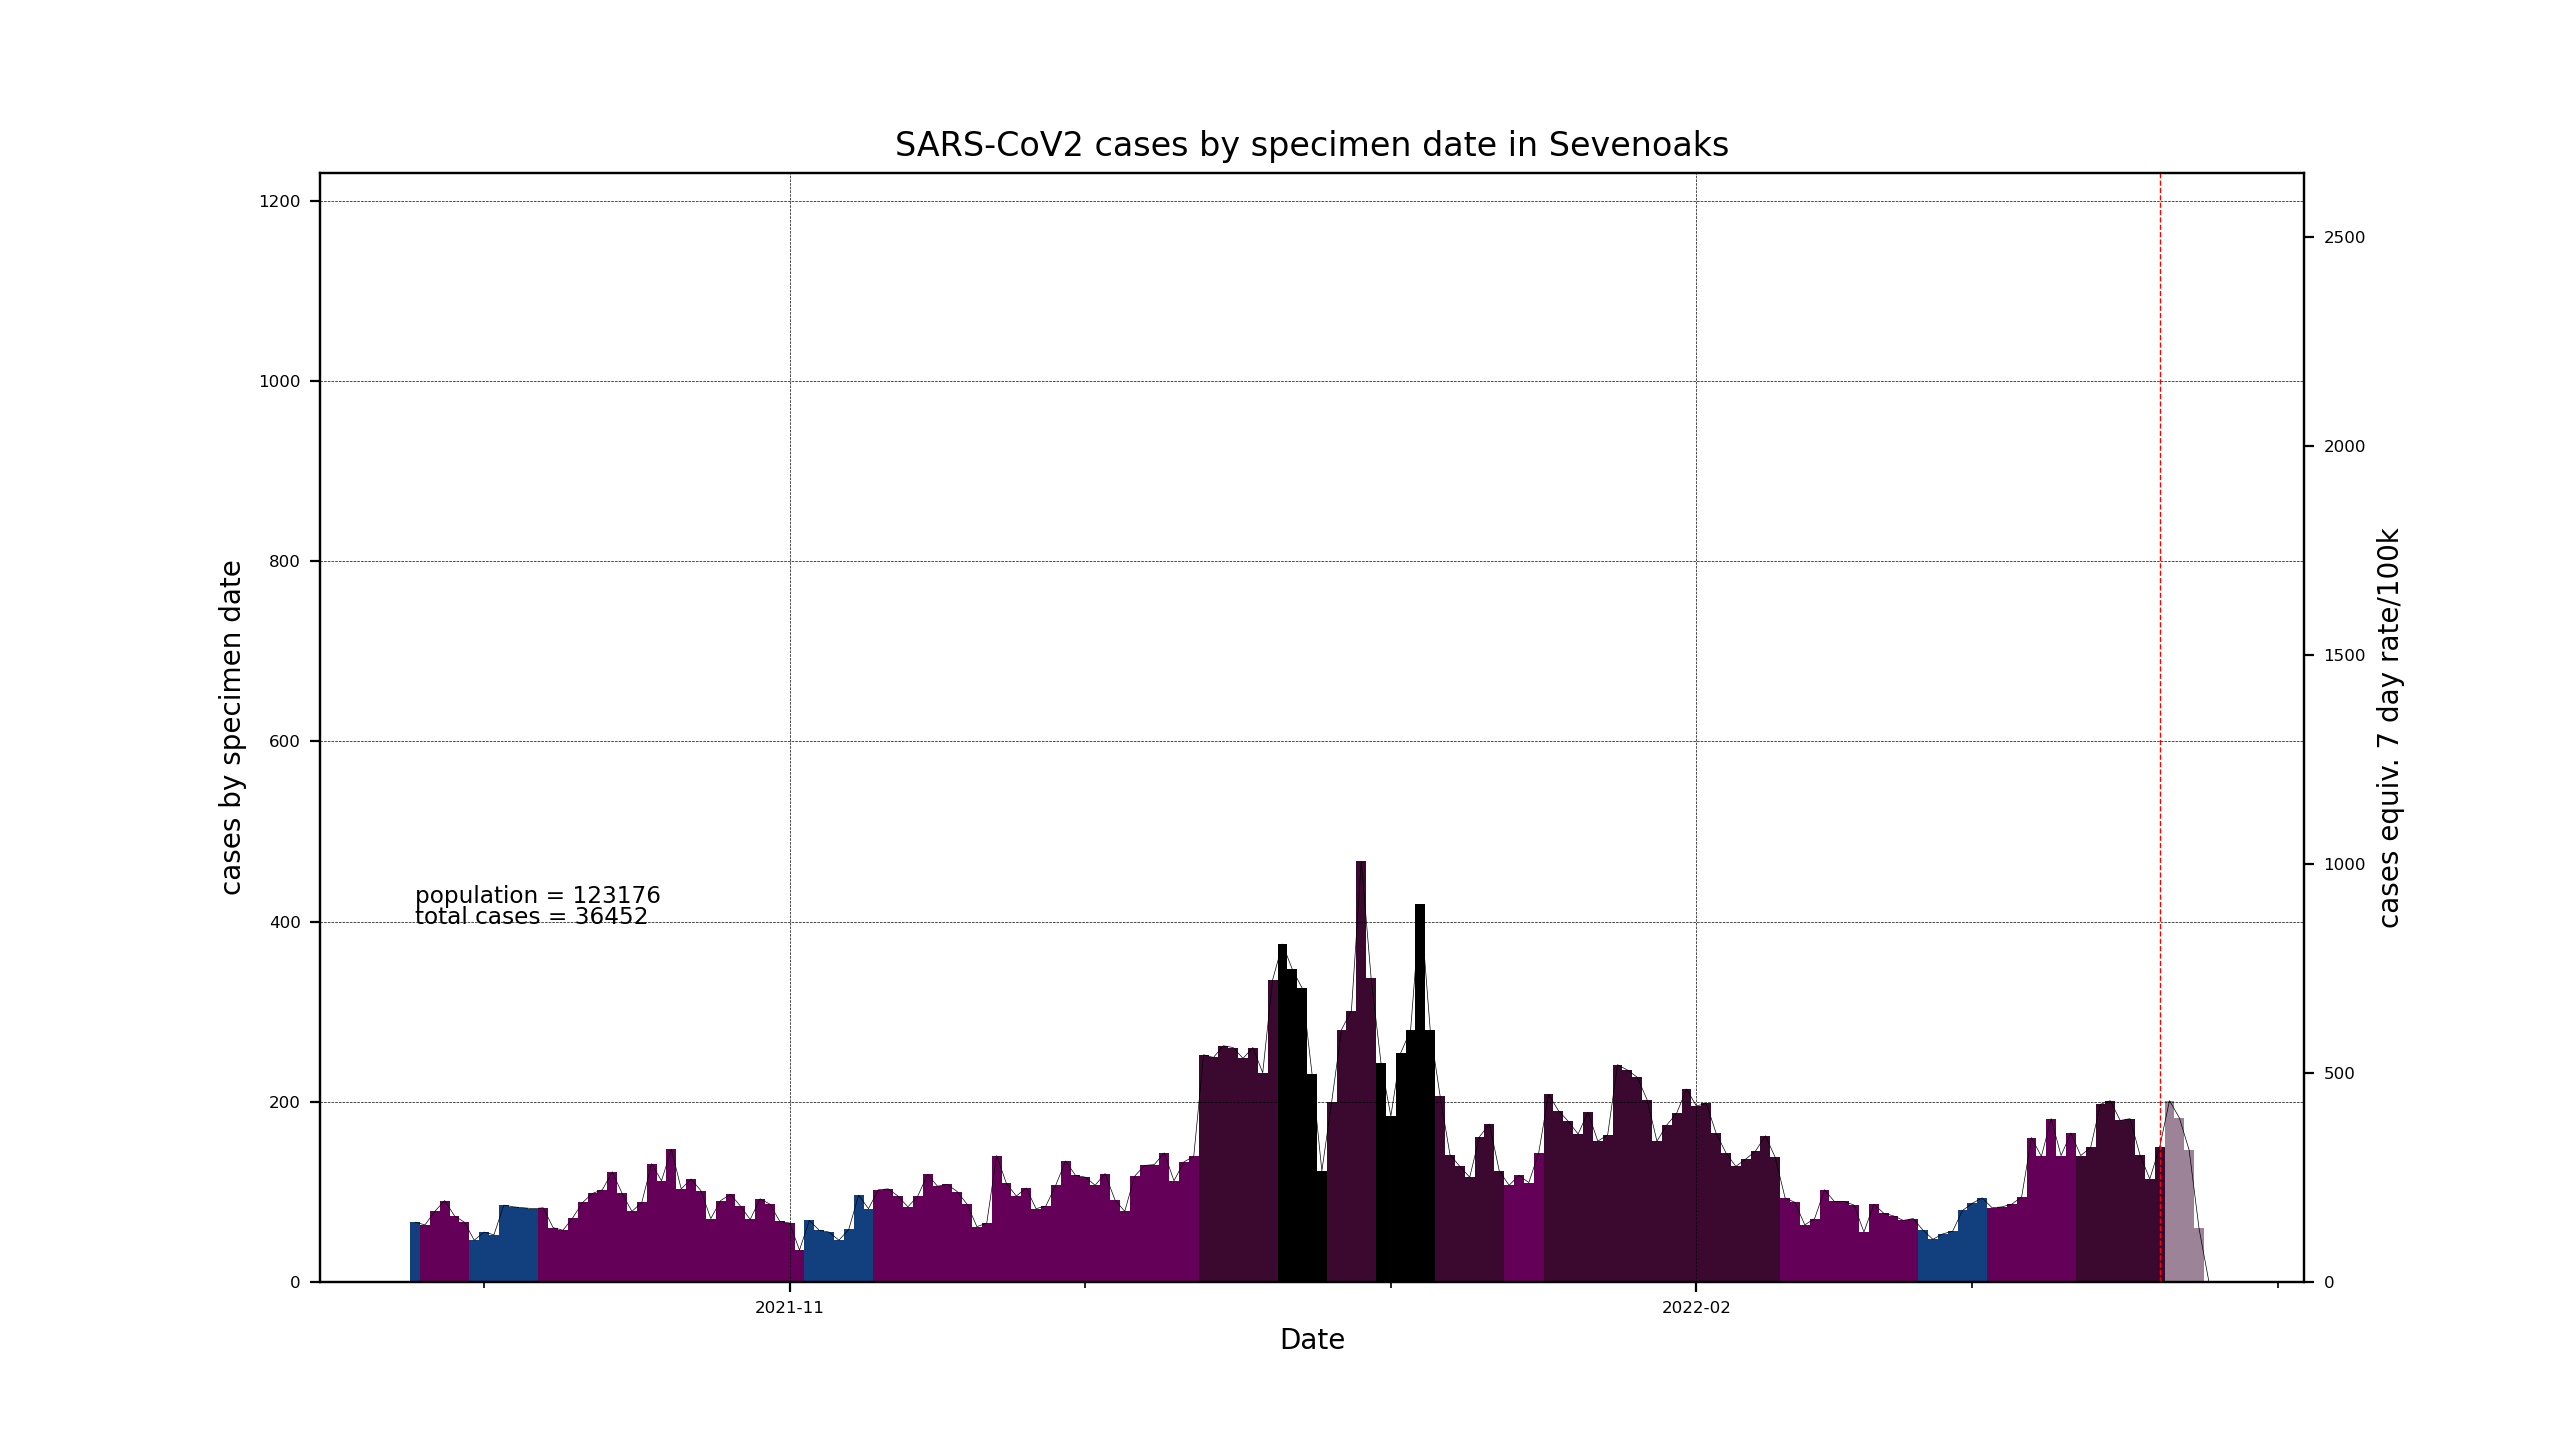 SARS-CoV2 cases by specimen date in Sevenoaks
1200
1000
800
600
400
200
0
cases by specimen date
population = 123176
total cases = 36452
2500
2000
1500
1000
500
0
cases equiv. 7 day rate/100k
2021-11
2022-02
Date